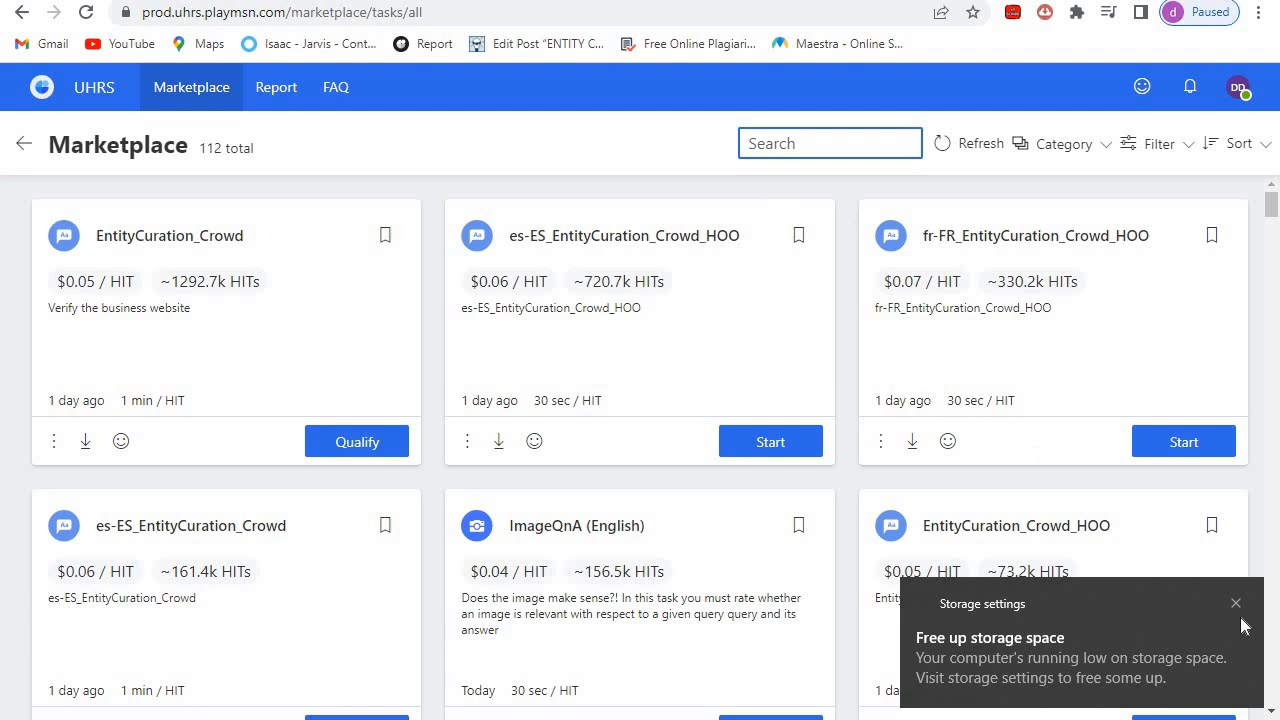 prod.uhrs.playmsn.com/marketplace/tasks/all
d Paused
Gmail YouTube Maps Isaac - Jarvis - Cont... Report Edit Post “ENTITY C... Free Online Plagiari... Maestra - Online S...
UHRS Marketplace Report FAQ DD
Marketplace 112 total Search Refresh Category Filter Sort
EntityCuration_Crowd
$0.05 / HIT ~1292.7k HITs
Verify the business website
1 day ago 1 min / HIT
Qualify
es-ES_EntityCuration_Crowd_HOO
$0.06 / HIT ~720.7k HITs
es-ES_EntityCuration_Crowd_HOO
1 day ago 30 sec / HIT
Start
fr-FR_EntityCuration_Crowd_HOO
$0.07 / HIT ~330.2k HITs
fr-FR_EntityCuration_Crowd_HOO
1 day ago 30 sec / HIT
Start
es-ES_EntityCuration_Crowd
$0.06 / HIT ~161.4k HITs
es-ES_EntityCuration_Crowd
1 day ago 1 min / HIT
ImageQnA (English)
$0.04 / HIT ~156.5k HITs
Does the image make sense?! In this task you must rate whether
an image is relevant with respect to a given query query and its
answer
Today 30 sec / HIT
EntityCuration_Crowd_HOO
$0.05 / HIT ~73.2k HITs
Storage settings
Free up storage space
Your computer's running low on storage space.
Visit storage settings to free some up.